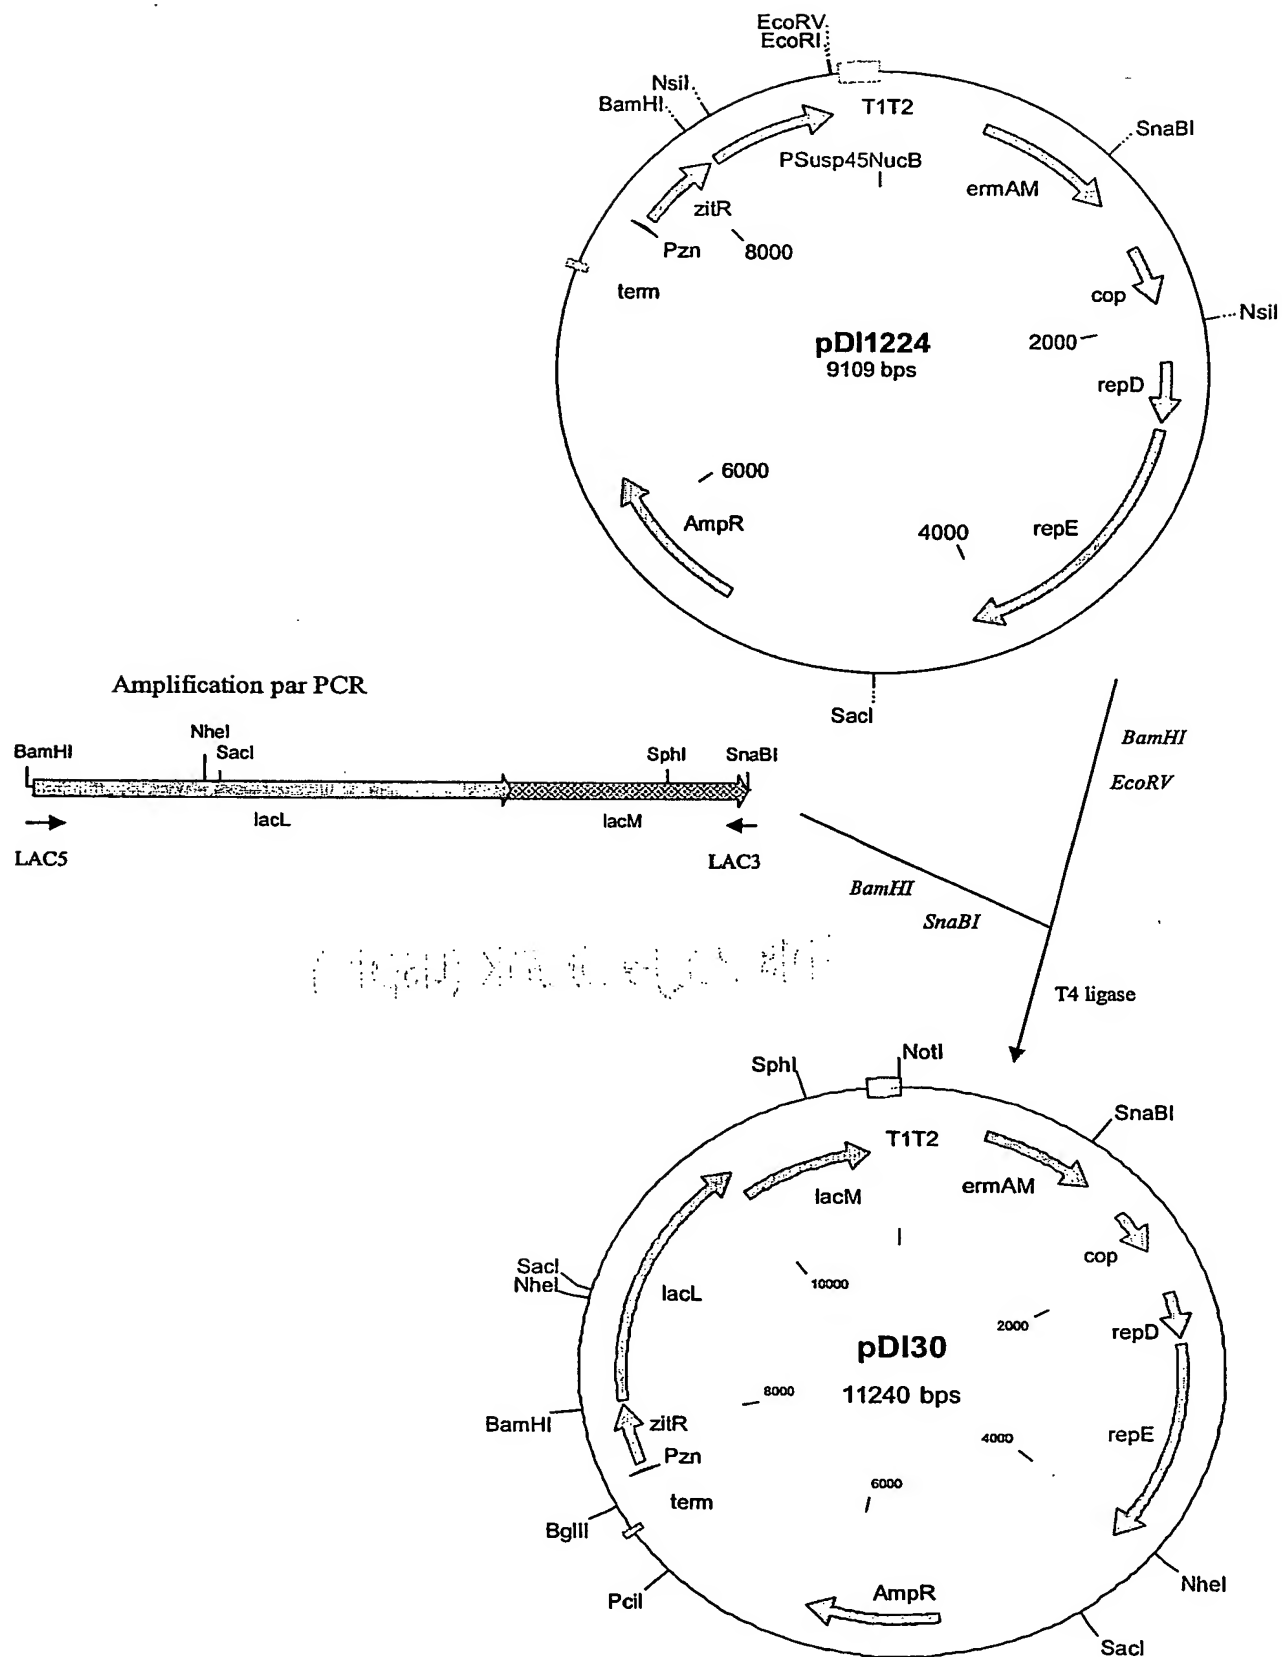 EcoRV
EcoRI
NsiI
BamHI
T1T2
SnaBI
PSusp45NucB
ermAM
zitR
Pzn
8000
term
cop
NsiI
pDI1224
9109 bps
2000
repD
6000
AmpR
4000
repE
SacI
Amplification par PCR
NheI
BamHI
SacI
SphI
SnaBI
lacL
lacM
LAC5
LAC3
BamHI
EcoRV
BamHI
SnaBI
T4 ligase
NotI
SphI
SnaBI
T1T2
ermAM
lacM
cop
SacI
NheI
lacL
10000
2000
repD
pDI30
11240 bps
8000
BamHI
zitR
Pzn
repE
4000
6000
term
BglII
PciI
AmpR
NheI
SacI